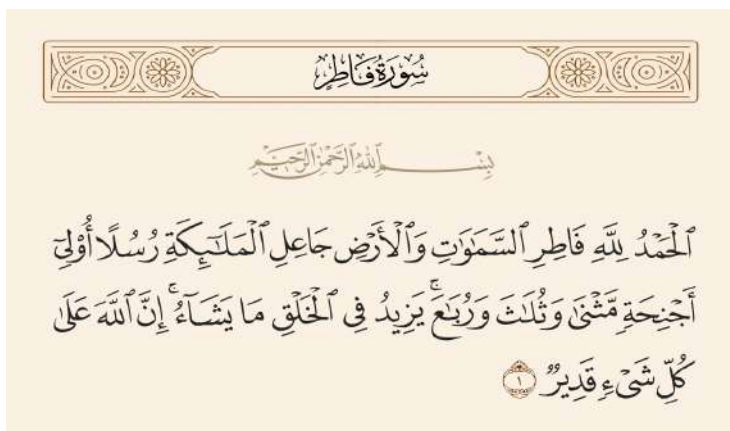 سُورَةُ فَاطِرٍ
بِسْمِ ٱللَّهِ ٱلرَّحْمَٰنِ ٱلرَّحِيمِ
ٱلْحَمْدُ لِلَّهِ فَاطِرِ ٱلسَّمَٰوَٰتِ وَٱلْأَرْضِ جَاعِلِ ٱلْمَلَٰٓئِكَةِ رُسُلًا أُو۟لِىٓ
أَجْنِحَةٍ مَّثْنَىٰ وَثُلَٰثَ وَرُبَٰعَ ۚ يَزِيدُ فِى ٱلْخَلْقِ مَا يَشَآءُ ۚ إِنَّ ٱللَّهَ عَلَىٰ
كُلِّ شَىْءٍ قَدِيرٌ ١